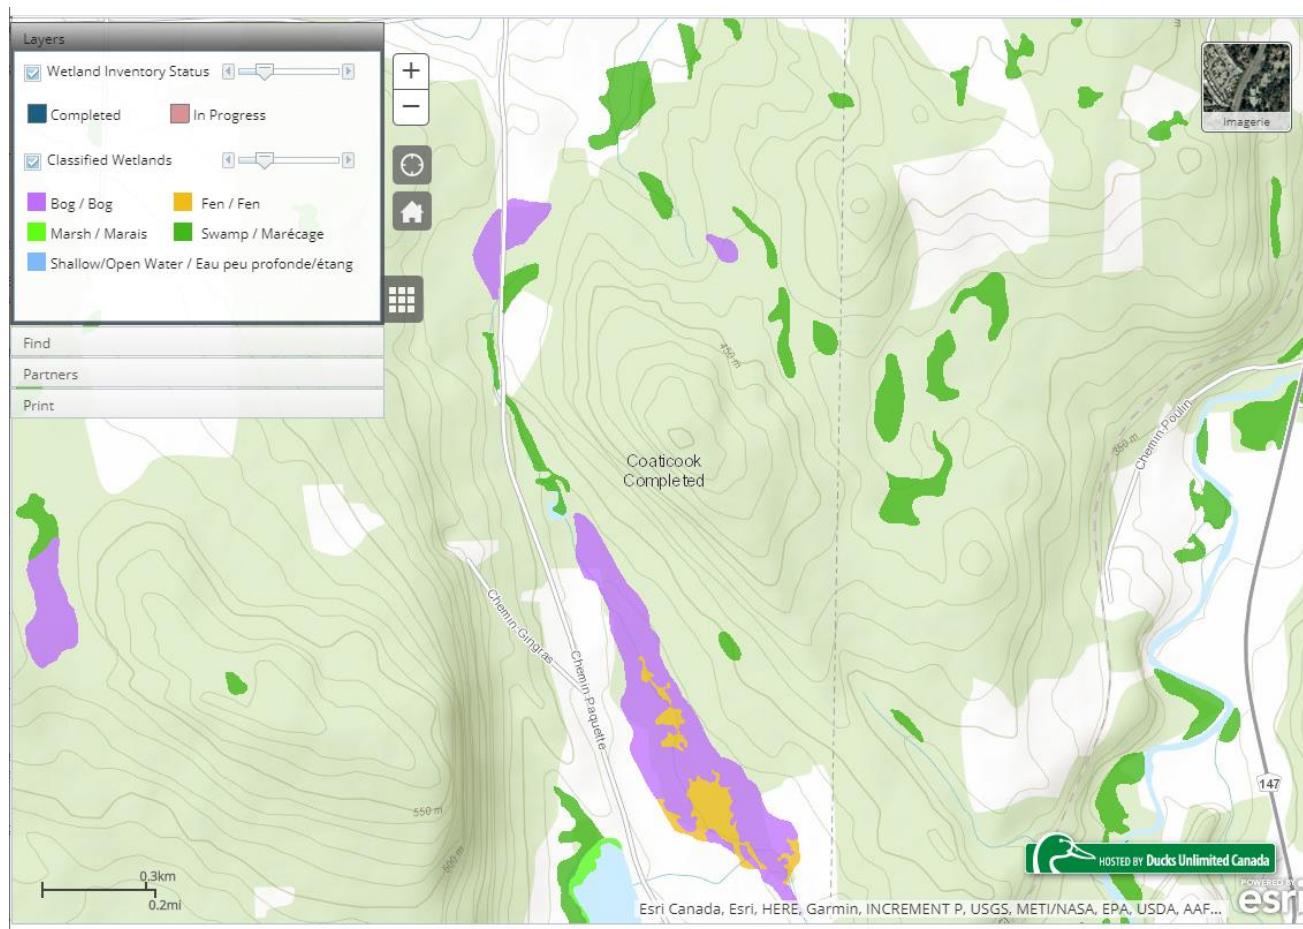 Layers
Wetland Inventory Status
Completed
In Progress
Classified Wetlands
Bog / Bog
Fen / Fen
Marsh / Marais
Swamp / Marécage
Shallow/Open Water / Eau peu profonde/étang
Find
Partners
Print
+
−
Imagerie
450 m
350 m
Chemin-Poulin
Coaticook
Completed
Chemin-Gingras
Chemin-Paquette
550 m
500 m
147
0.3km
0.2mi
HOSTED BY Ducks Unlimited Canada
POWERED BY
esri
Esri Canada, Esri, HERE, Garmin, INCREMENT P, USGS, METI/NASA, EPA, USDA, AAF...